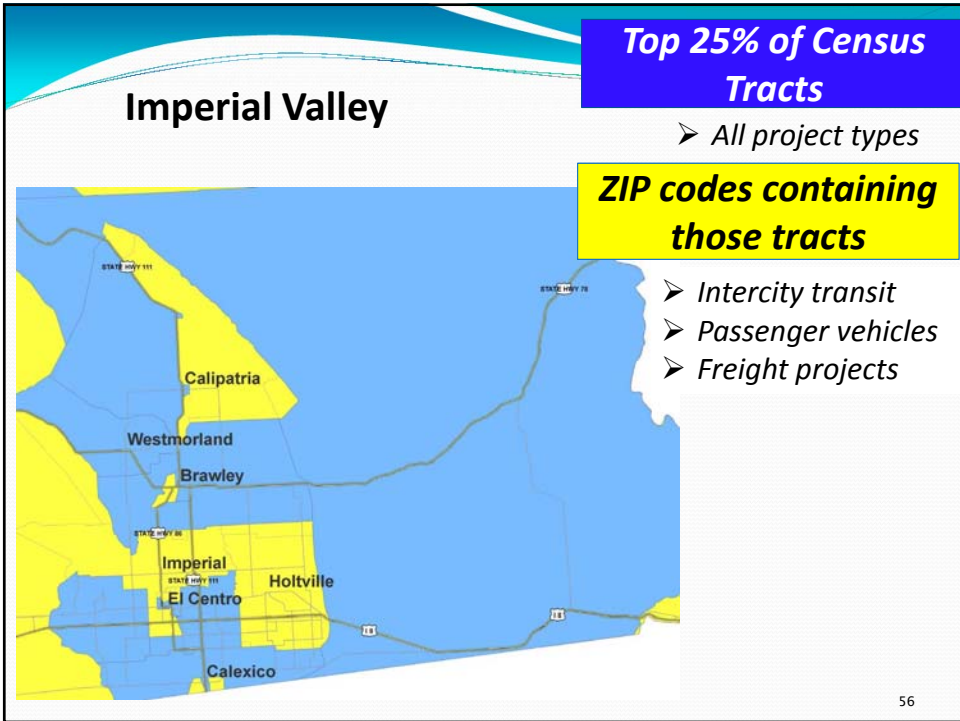 Imperial Valley
Top 25% of Census
Tracts
➢ All project types
ZIP codes containing
those tracts
➢ Intercity transit
➢ Passenger vehicles
➢ Freight projects
STATE HWY 111
STATE HWY 78
Calipatria
Westmorland
Brawley
STATE HWY 86
Imperial
STATE HWY 111
Holtville
El Centro
I 8
I 8
Calexico
56